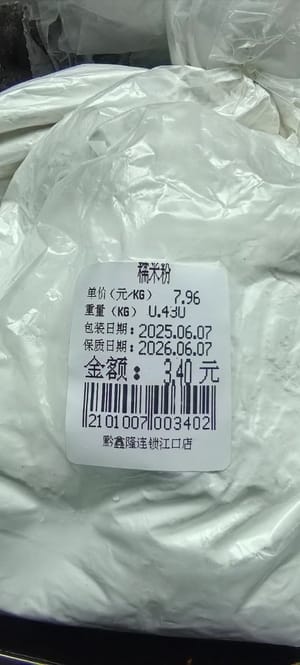 糯米粉
单价(元/KG) 7.96
重量(KG) 0.430
包装日期:2025.06.07
保质日期:2026.06.07
金额: 3.40 元
2101007003402
黔鑫隆连锁江口店